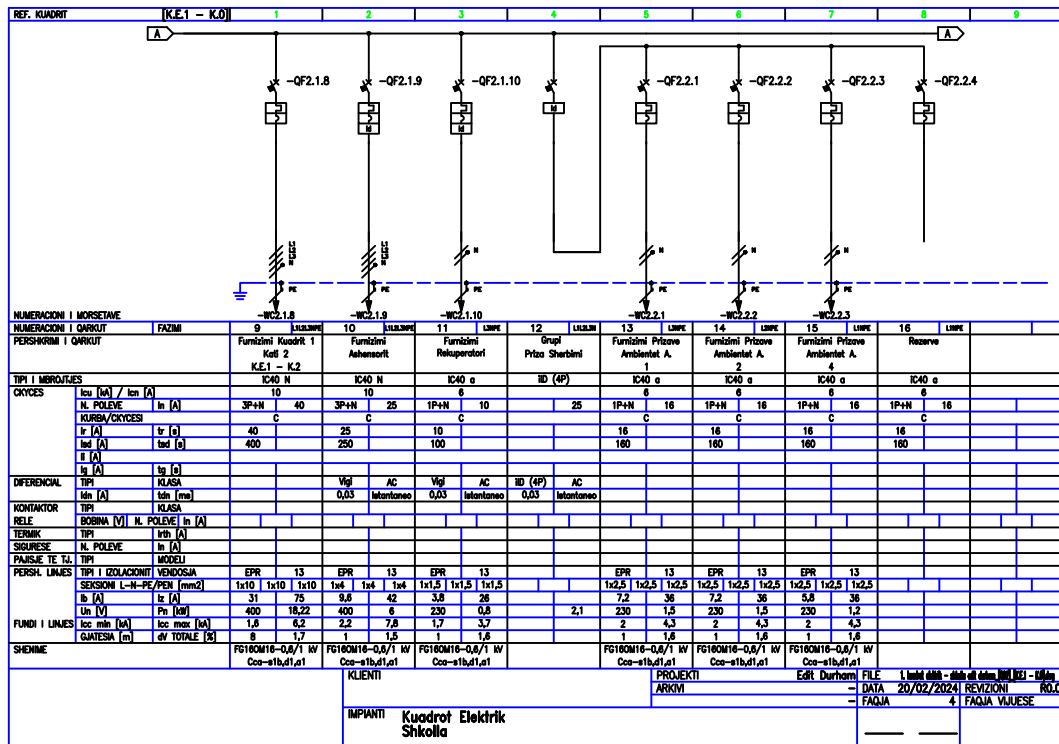 REF. KUADRIT [K.E.1 - K.0] 1 2 3 4 5 6 7 8 9
A A
-QF2.1.8 -QF2.1.9 -QF2.1.10 -QF2.2.1 -QF2.2.2 -QF2.2.3 -QF2.2.4
Id Id Id
N N N N N
PE PE PE PE PE PE
NUMERACIONI I MORSETAVE -WC2.1.8 -WC2.1.9 -WC2.1.10 -WC2.2.1 -WC2.2.2 -WC2.2.3
NUMERACIONI I QARKUT FAZIMI 9 L1L2L3NPE 10 L1L2L3NPE 11 L3NPE 12 L1L2L3N 13 L3NPE 14 L3NPE 15 L3NPE 16 L3NPE
PERSHKRIMI I QARKUT Furnizimi Kuadrit 1 Furnizimi Furnizimi Grupi Furnizimi Prizave Furnizimi Prizave Furnizimi Prizave Rezerve
Kati 2 Ashensorit Rekuperatori Priza Sherbimi Ambientet A. Ambientet A. Ambientet A.
K.E.1 - K.2 1 2 4
TIPI I MBROJTJES iC40 N iC40 N iC40 a iID (4P) iC40 a iC40 a iC40 a iC40 a
CKYCES Icu [kA] / Icn [A] 10 10 6 6 6 6 6
N. POLEVE In [A] 3P+N 40 3P+N 25 1P+N 10 25 1P+N 16 1P+N 16 1P+N 16 1P+N 16
KURBA/CKYCESI C C C C C C C
Ir [A] tr [s] 40 25 10 16 16 16 16
Isd [A] tsd [s] 400 250 100 160 160 160 160
Ii [A]
Ig [A] tg [s]
DIFERENCIAL TIPI KLASA Vigi AC Vigi AC iID (4P) AC
Idn [A] tdn [ms] 0,03 Istantaneo 0,03 Istantaneo 0,03 Istantaneo
KONTAKTOR TIPI KLASA
RELE BOBINA [V] N. POLEVE In [A]
TERMIK TIPI Irth [A]
SIGURESE N. POLEVE In [A]
PAJISJE TE TJ. TIPI MODELI
PERSH. LINJES TIPI I IZOLACIONIT VENDOSJA EPR 13 EPR 13 EPR 13 EPR 13 EPR 13 EPR 13
SEKSIONI L-N-PE/PEN [mm2] 1x10 1x10 1x10 1x4 1x4 1x4 1x1,5 1x1,5 1x1,5 1x2,5 1x2,5 1x2,5 1x2,5 1x2,5 1x2,5 1x2,5 1x2,5 1x2,5
Ib [A] Iz [A] 31 75 9,6 42 3,8 26 7,2 36 7,2 36 5,8 36
Un [V] Pn [kW] 400 18,22 400 6 230 0,8 2,1 230 1,5 230 1,5 230 1,2
FUNDI I LINJES Icc min [kA] Icc max [kA] 1,6 6,2 2,2 7,8 1,7 3,7 2 4,3 2 4,3 2 4,3
GJATESIA [m] dV TOTALE [%] 8 1,7 1 1,5 1 1,6 1 1,6 1 1,6 1 1,6
SHENIME FG16OM16-0,6/1 kV FG16OM16-0,6/1 kV FG16OM16-0,6/1 kV FG16OM16-0,6/1 kV FG16OM16-0,6/1 kV FG16OM16-0,6/1 kV
Cca-s1b,d1,a1 Cca-s1b,d1,a1 Cca-s1b,d1,a1 Cca-s1b,d1,a1 Cca-s1b,d1,a1 Cca-s1b,d1,a1
KLIENTI PROJEKTI Edit Durham FILE
ARKIVI - DATA 20/02/2024 REVIZIONI R0.0
- FAQJA 4 FAQJA VIJUESE
IMPIANTI Kuadrot Elektrik
Shkolla